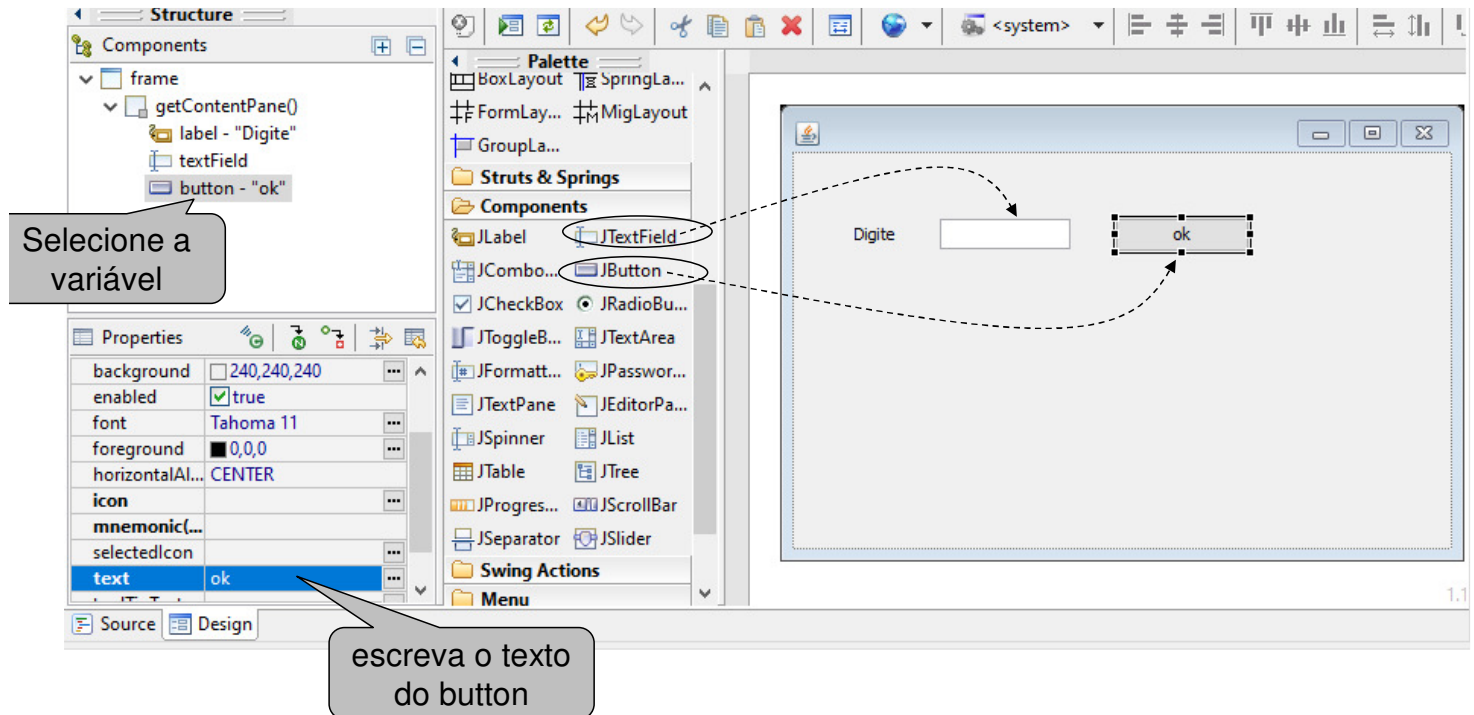 Structure
Components
frame
getContentPane()
label - "Digite"
textField
button - "ok"
Selecione a
variável
Properties
background 240,240,240
enabled true
font Tahoma 11
foreground 0,0,0
horizontalAl... CENTER
icon
mnemonic(...
selectedIcon
text ok
Source Design
escreva o texto
do button
<system>
Palette
BoxLayout SpringLa...
FormLay... MigLayout
GroupLa...
Struts & Springs
Components
JLabel JTextField
JCombo... JButton
JCheckBox JRadioBu...
JToggleB... JTextArea
JFormatt... JPasswor...
JTextPane JEditorPa...
JSpinner JList
JTable JTree
JProgres... JScrollBar
JSeparator JSlider
Swing Actions
Menu
Digite ok